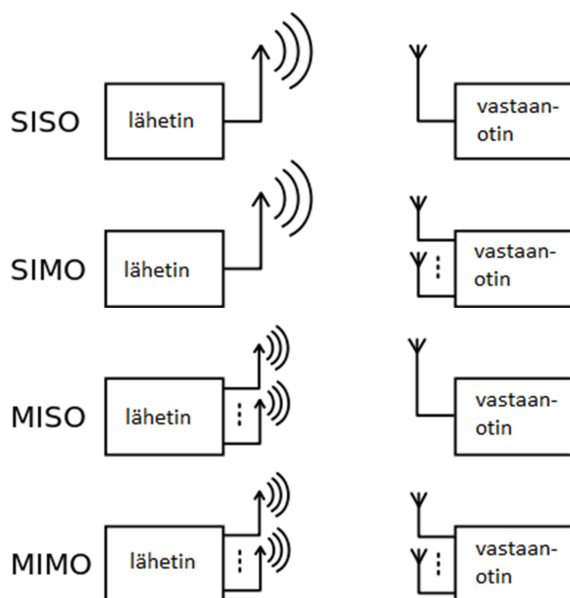 SISO
lähetin
vastaan-
otin
SIMO
lähetin
vastaan-
otin
MISO
lähetin
vastaan-
otin
MIMO
lähetin
vastaan-
otin